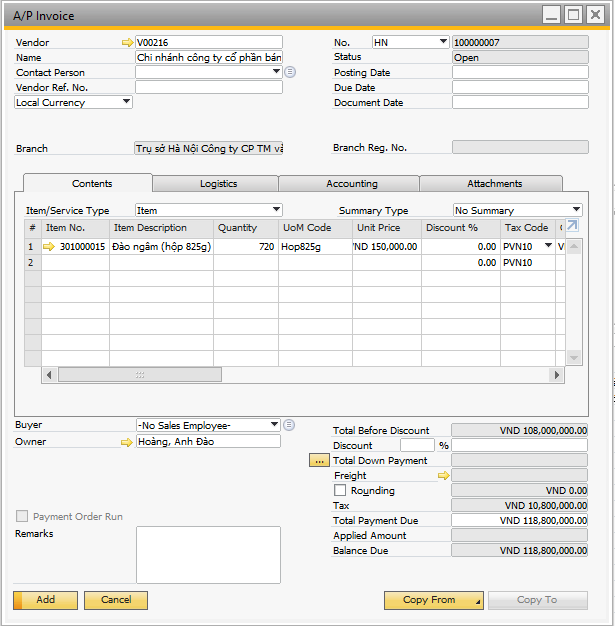 A/P Invoice
Vendor V00216 No. HN 100000007
Name Chi nhánh công ty cổ phần bán Status Open
Contact Person Posting Date
Vendor Ref. No. Due Date
Local Currency Document Date
Branch Trụ sở Hà Nội Công ty CP TM và Branch Reg. No.
Contents Logistics Accounting Attachments
Item/Service Type Item Summary Type No Summary
# Item No. Item Description Quantity UoM Code Unit Price Discount % Tax Code
1 301000015 Đào ngâm (hộp 825g) 720 Hop825g VND 150,000.00 0.00 PVN10
2 0.00 PVN10
Buyer -No Sales Employee- Total Before Discount VND 108,000,000.00
Owner Hoàng, Anh Đào Discount %
... Total Down Payment
Freight
Rounding VND 0.00
Tax VND 10,800,000.00
Payment Order Run Total Payment Due VND 118,800,000.00
Remarks Applied Amount
Balance Due VND 118,800,000.00
Add Cancel Copy From Copy To